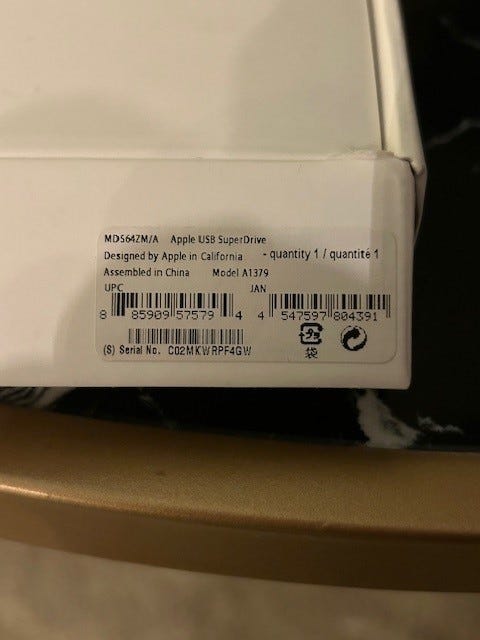 MD564ZM/A Apple USB SuperDrive
Designed by Apple in California - quantity 1 / quantité 1
Assembled in China Model A1379
UPC JAN
8 85909 57579 4 4 547597 804391
(S) Serial No. C02MKWRPF4GW
袋